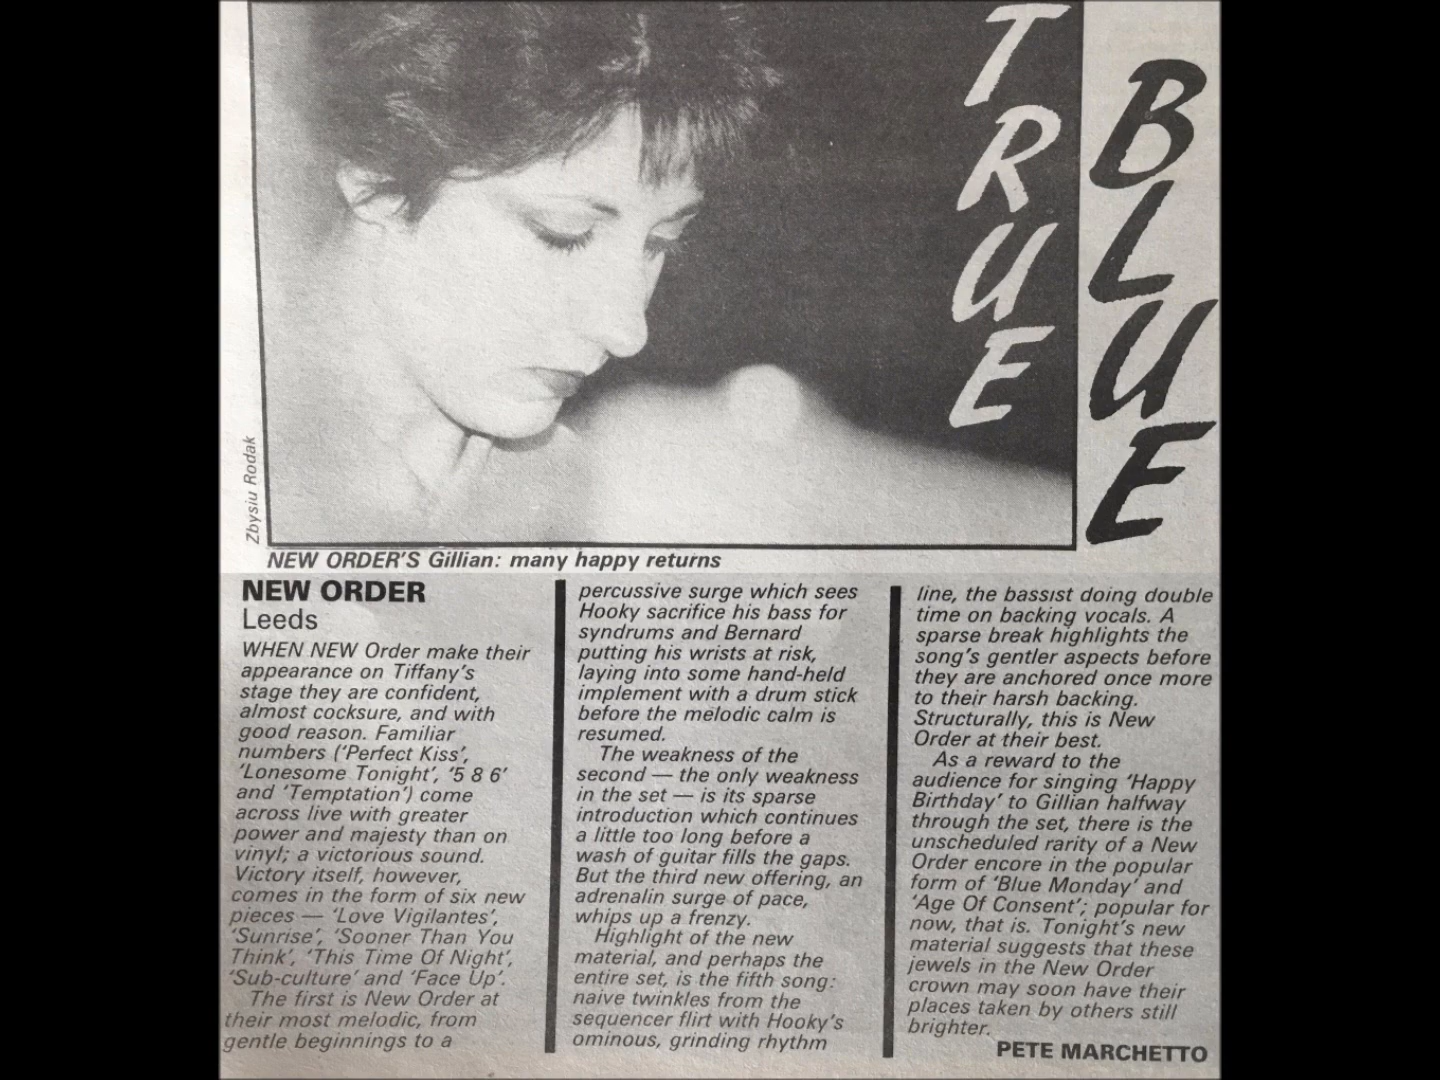 TRUE
BLUE
Zbysiu Rodak
NEW ORDER'S Gillian: many happy returns
NEW ORDER
Leeds
WHEN NEW Order make their
appearance on Tiffany's
stage they are confident,
almost cocksure, and with
good reason. Familiar
numbers ('Perfect Kiss',
'Lonesome Tonight', '5 8 6'
and 'Temptation') come
across live with greater
power and majesty than on
vinyl; a victorious sound.
Victory itself, however,
comes in the form of six new
pieces — 'Love Vigilantes',
'Sunrise', 'Sooner Than You
Think', 'This Time Of Night',
'Sub-culture' and 'Face Up'.
The first is New Order at
their most melodic, from
gentle beginnings to a
percussive surge which sees
Hooky sacrifice his bass for
syndrums and Bernard
putting his wrists at risk,
laying into some hand-held
implement with a drum stick
before the melodic calm is
resumed.
The weakness of the
second — the only weakness
in the set — is its sparse
introduction which continues
a little too long before a
wash of guitar fills the gaps.
But the third new offering, an
adrenalin surge of pace,
whips up a frenzy.
Highlight of the new
material, and perhaps the
entire set, is the fifth song:
naive twinkles from the
sequencer flirt with Hooky's
ominous, grinding rhythm
line, the bassist doing double
time on backing vocals. A
sparse break highlights the
song's gentler aspects before
they are anchored once more
to their harsh backing.
Structurally, this is New
Order at their best.
As a reward to the
audience for singing 'Happy
Birthday' to Gillian halfway
through the set, there is the
unscheduled rarity of a New
Order encore in the popular
form of 'Blue Monday' and
'Age Of Consent'; popular for
now, that is. Tonight's new
material suggests that these
jewels in the New Order
crown may soon have their
places taken by others still
brighter.
PETE MARCHETTO